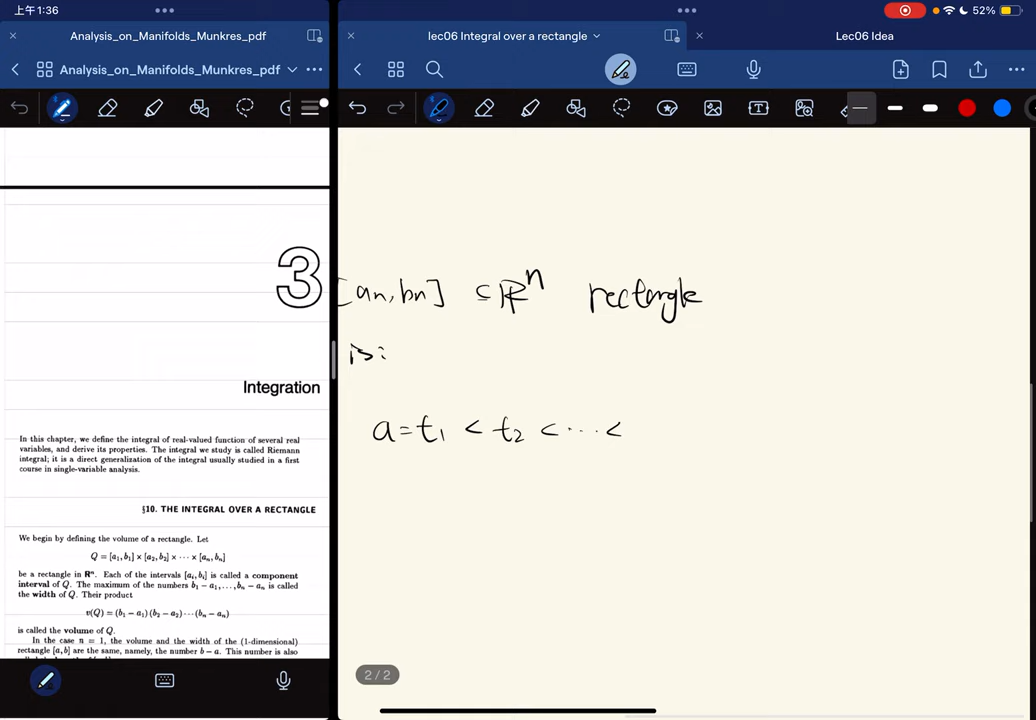 上午1:36
52%
Analysis_on_Manifolds_Munkres_pdf
lec06 Integral over a rectangle
Lec06 Idea
Analysis_on_Manifolds_Munkres_pdf
3
Integration
In this chapter, we define the integral of real-valued function of several real
variables, and derive its properties. The integral we study is called Riemann
integral; it is a direct generalization of the integral usually studied in a first
course in single-variable analysis.
§10. THE INTEGRAL OVER A RECTANGLE
We begin by defining the volume of a rectangle. Let
Q = [a₁, b₁] × [a₂, b₂] × ··· × [aₙ, bₙ]
be a rectangle in Rⁿ. Each of the intervals [aᵢ, bᵢ] is called a component
interval of Q. The maximum of the numbers b₁ − a₁, . . . , bₙ − aₙ is called
the width of Q. Their product
v(Q) = (b₁ − a₁)(b₂ − a₂) ··· (bₙ − aₙ)
is called the volume of Q.
In the case n = 1, the volume and the width of the (1-dimensional)
rectangle [a, b] are the same, namely, the number b − a. This number is also
[an, bn] ⊆ ℝⁿ rectangle
is:
a = t₁ < t₂ < ··· <
2 / 2